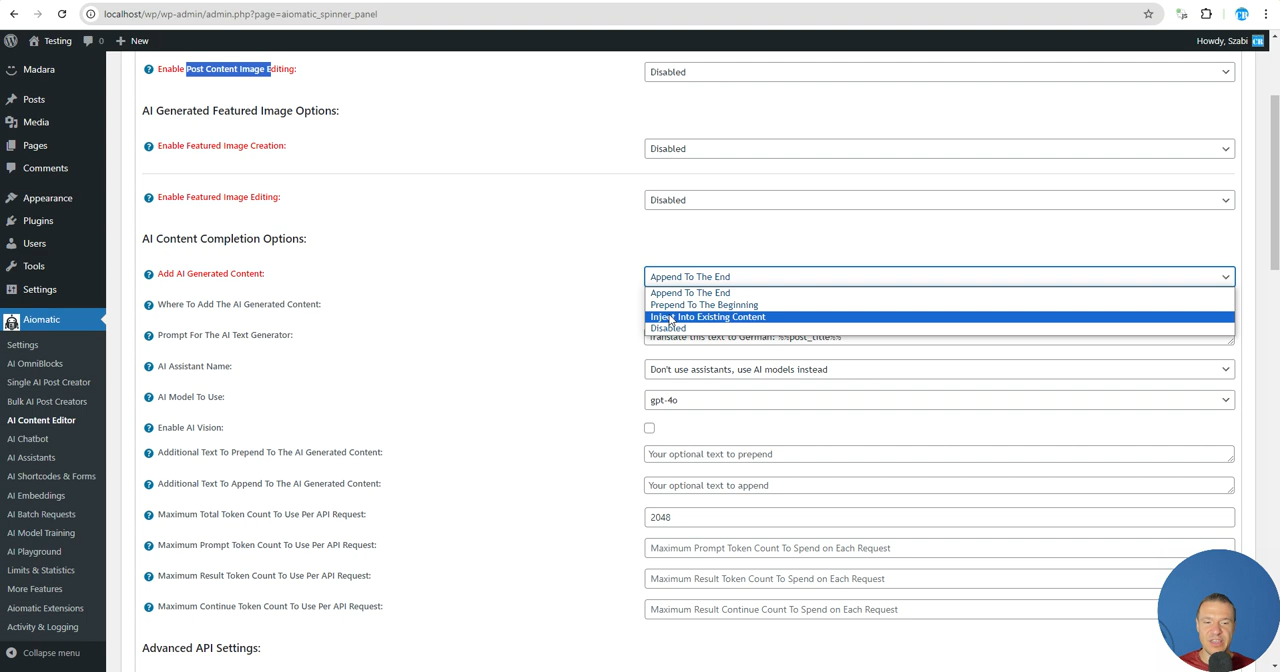 localhost/wp/wp-admin/admin.php?page=aiomatic_spinner_panel
Testing
0
New
Howdy, Szabi
Madara
Posts
Media
Pages
Comments
Appearance
Plugins
Users
Tools
Settings
Aiomatic
Settings
AI OmniBlocks
Single AI Post Creator
Bulk AI Post Creators
AI Content Editor
AI Chatbot
AI Assistants
AI Shortcodes & Forms
AI Embeddings
AI Batch Requests
AI Model Training
AI Playground
Limits & Statistics
More Features
Aiomatic Extensions
Activity & Logging
Collapse menu
Enable Post Content Image Editing:
Disabled
AI Generated Featured Image Options:
Enable Featured Image Creation:
Disabled
Enable Featured Image Editing:
Disabled
AI Content Completion Options:
Add AI Generated Content:
Append To The End
Append To The End
Prepend To The Beginning
Inject Into Existing Content
Disabled
Where To Add The AI Generated Content:
Prompt For The AI Text Generator:
Translate this text to German: %%post_title%%
AI Assistant Name:
Don't use assistants, use AI models instead
AI Model To Use:
gpt-4o
Enable AI Vision:
Additional Text To Prepend To The AI Generated Content:
Your optional text to prepend
Additional Text To Append To The AI Generated Content:
Your optional text to append
Maximum Total Token Count To Use Per API Request:
2048
Maximum Prompt Token Count To Use Per API Request:
Maximum Prompt Token Count To Spend on Each Request
Maximum Result Token Count To Use Per API Request:
Maximum Result Token Count To Spend on Each Request
Maximum Continue Token Count To Use Per API Request:
Maximum Result Continue Count To Spend on Each Request
Advanced API Settings: